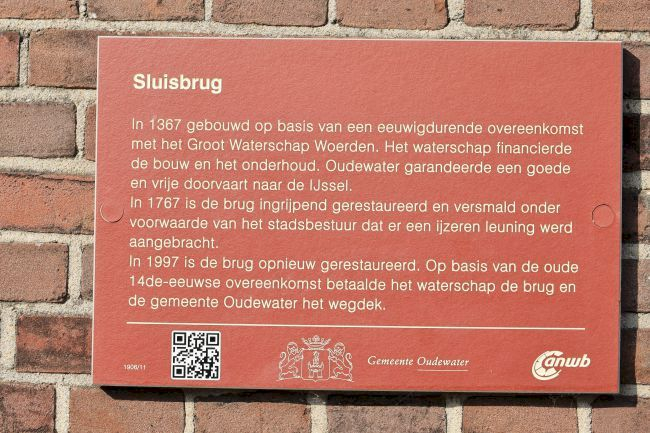 Sluisbrug
In 1367 gebouwd op basis van een eeuwigdurende overeenkomst
met het Groot Waterschap Woerden. Het waterschap financierde
de bouw en het onderhoud. Oudewater garandeerde een goede
en vrije doorvaart naar de IJssel.
In 1767 is de brug ingrijpend gerestaureerd en versmald onder
voorwaarde van het stadsbestuur dat er een ijzeren leuning werd
aangebracht.
In 1997 is de brug opnieuw gerestaureerd. Op basis van de oude
14de-eeuwse overeenkomst betaalde het waterschap de brug en
de gemeente Oudewater het wegdek.
1906/11
Gemeente Oudewater
anwb